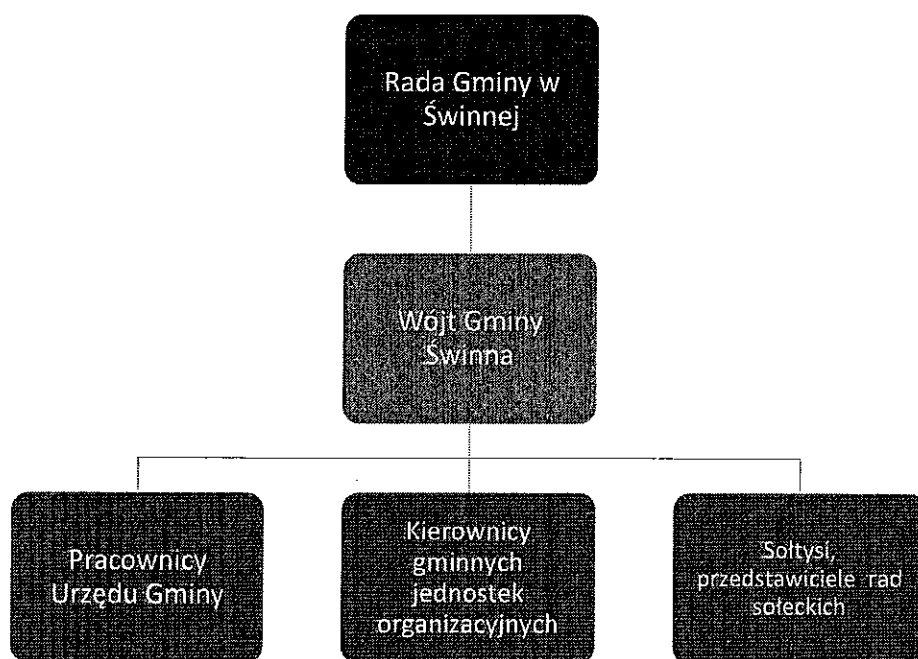 Rada Gminy w
Świnnej
Wójt Gminy
Świnna
Pracownicy
Urzędu Gminy
Kierownicy
gminnych
jednostek
organizacyjnych
Sołtysi,
przedstawiciele rad
sołeckich